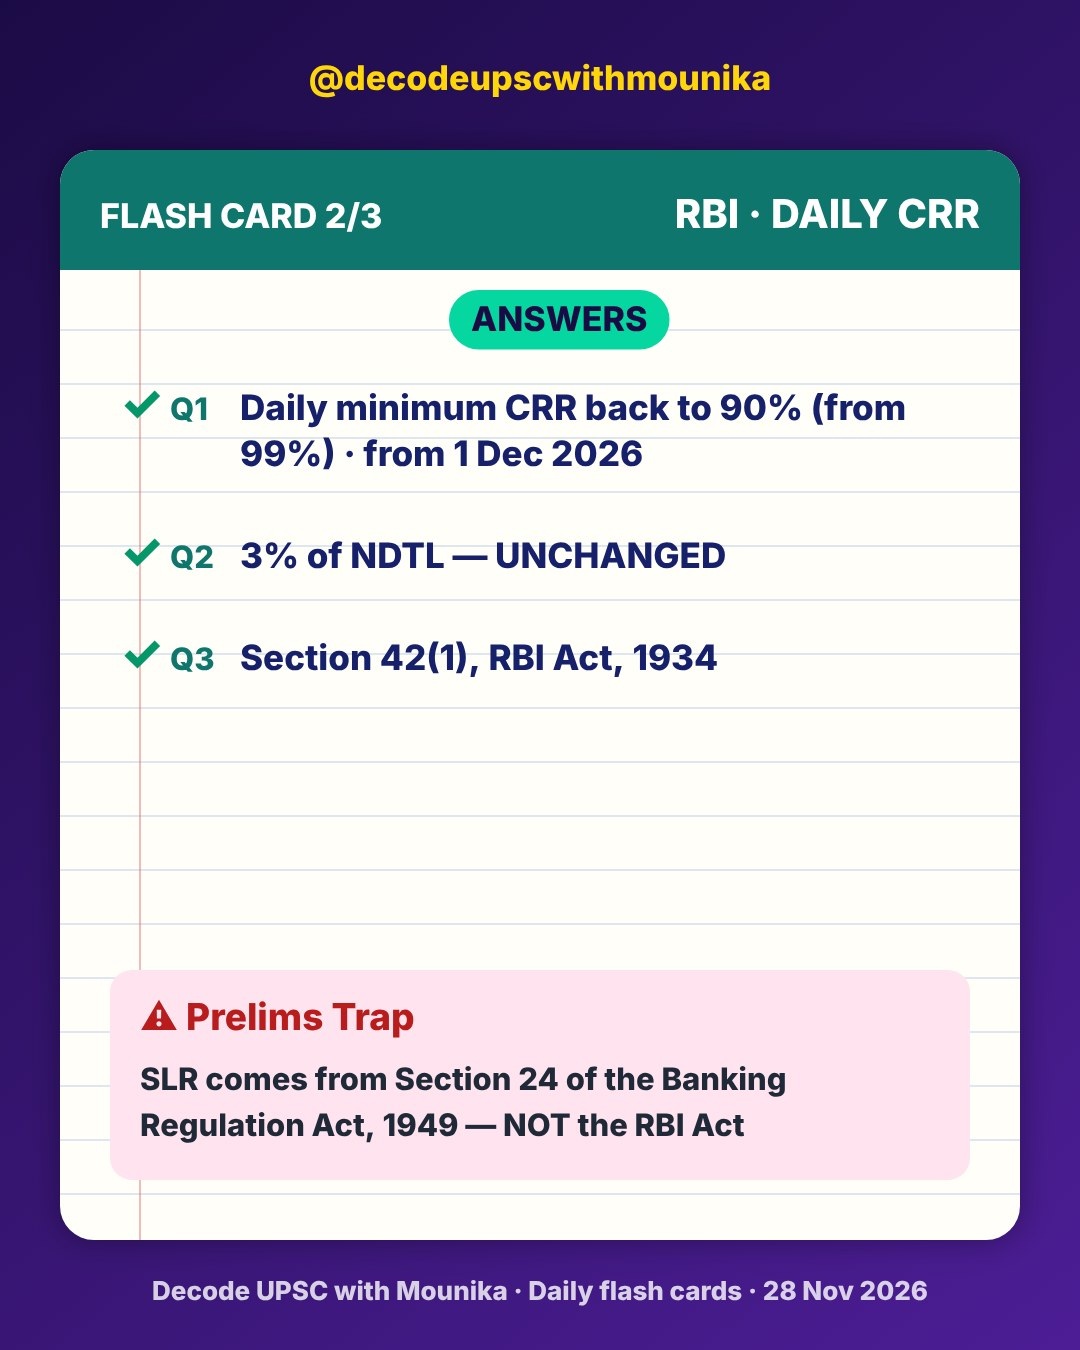 @decodeupscwithmounika
FLASH CARD 2/3
RBI · DAILY CRR
ANSWERS
Q1 Daily minimum CRR back to 90% (from
99%) · from 1 Dec 2026
Q2 3% of NDTL — UNCHANGED
Q3 Section 42(1), RBI Act, 1934
Prelims Trap
SLR comes from Section 24 of the Banking
Regulation Act, 1949 — NOT the RBI Act
Decode UPSC with Mounika · Daily flash cards · 28 Nov 2026